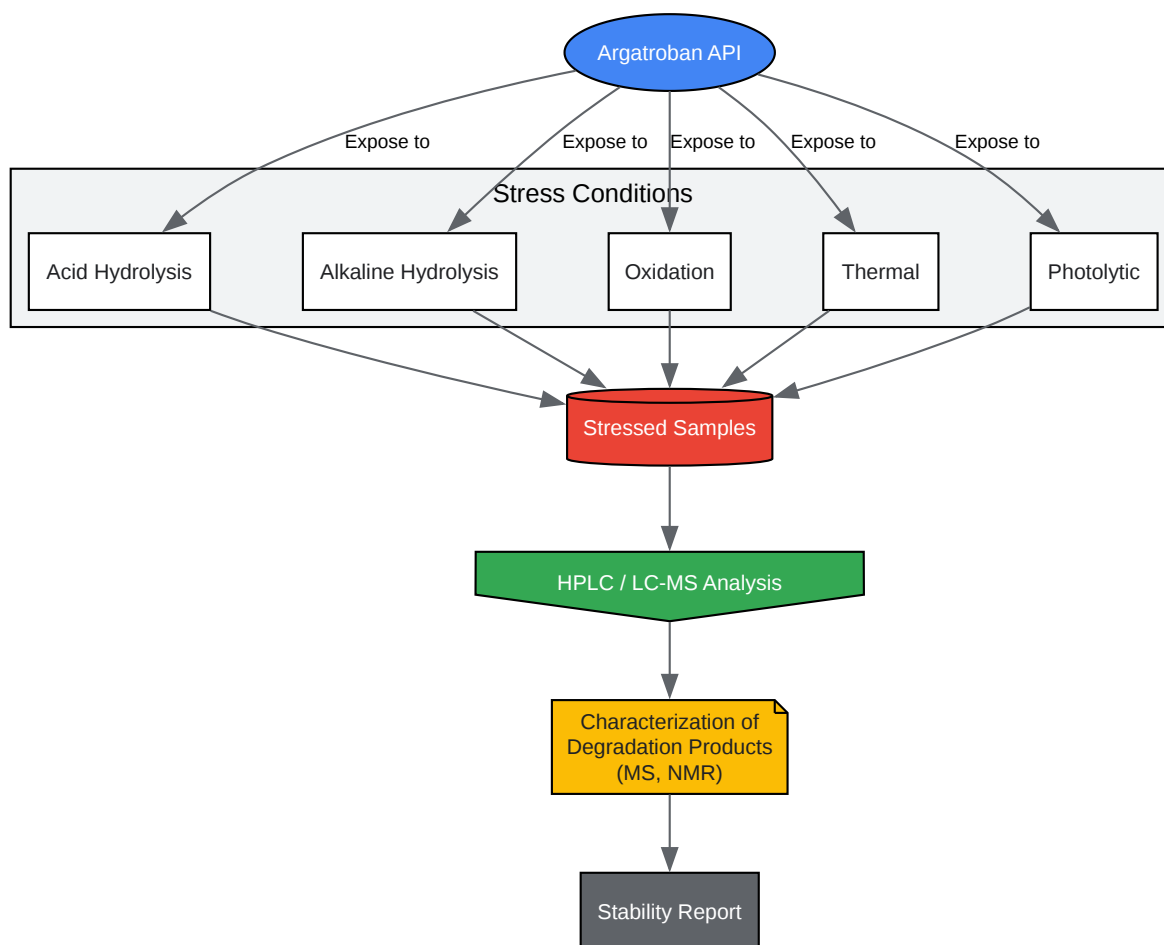 Argatroban API
Expose to
Expose to
Expose to
Expose to
Expose to
Stress Conditions
Acid Hydrolysis
Alkaline Hydrolysis
Oxidation
Thermal
Photolytic
Stressed Samples
HPLC / LC-MS Analysis
Characterization of
Degradation Products
(MS, NMR)
Stability Report